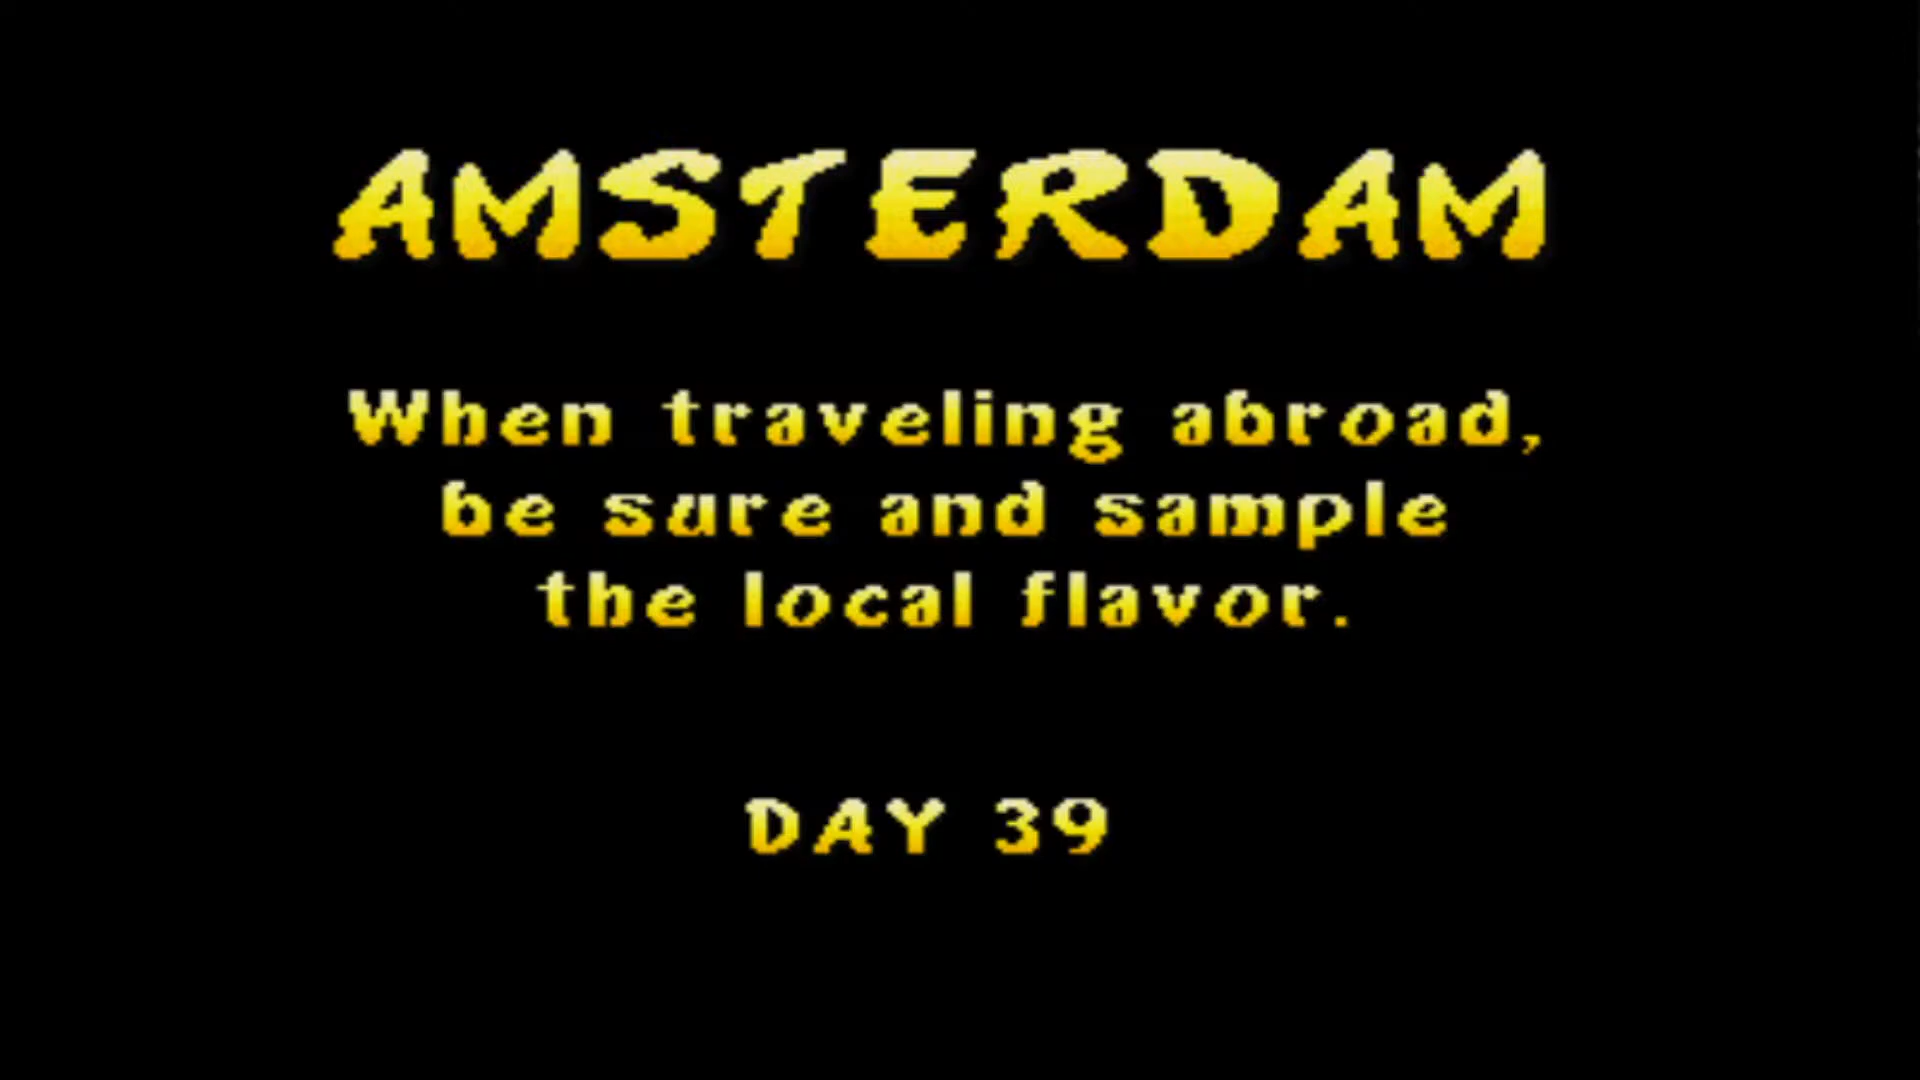 AMSTERDAM
When traveling abroad,
be sure and sample
the local flavor.
DAY 39